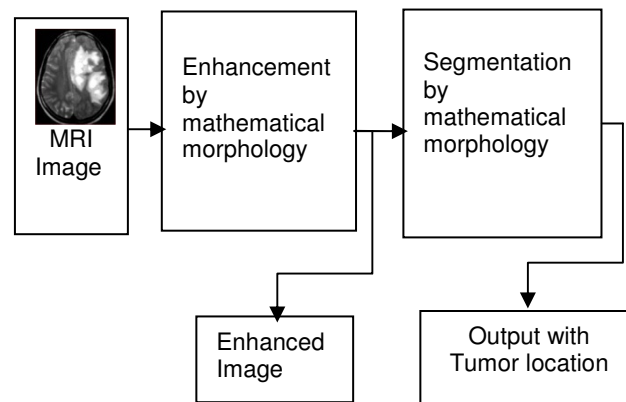 MRI
Image
Enhancement
by
mathematical
morphology
Segmentation
by
mathematical
morphology
Enhanced
Image
Output with
Tumor location